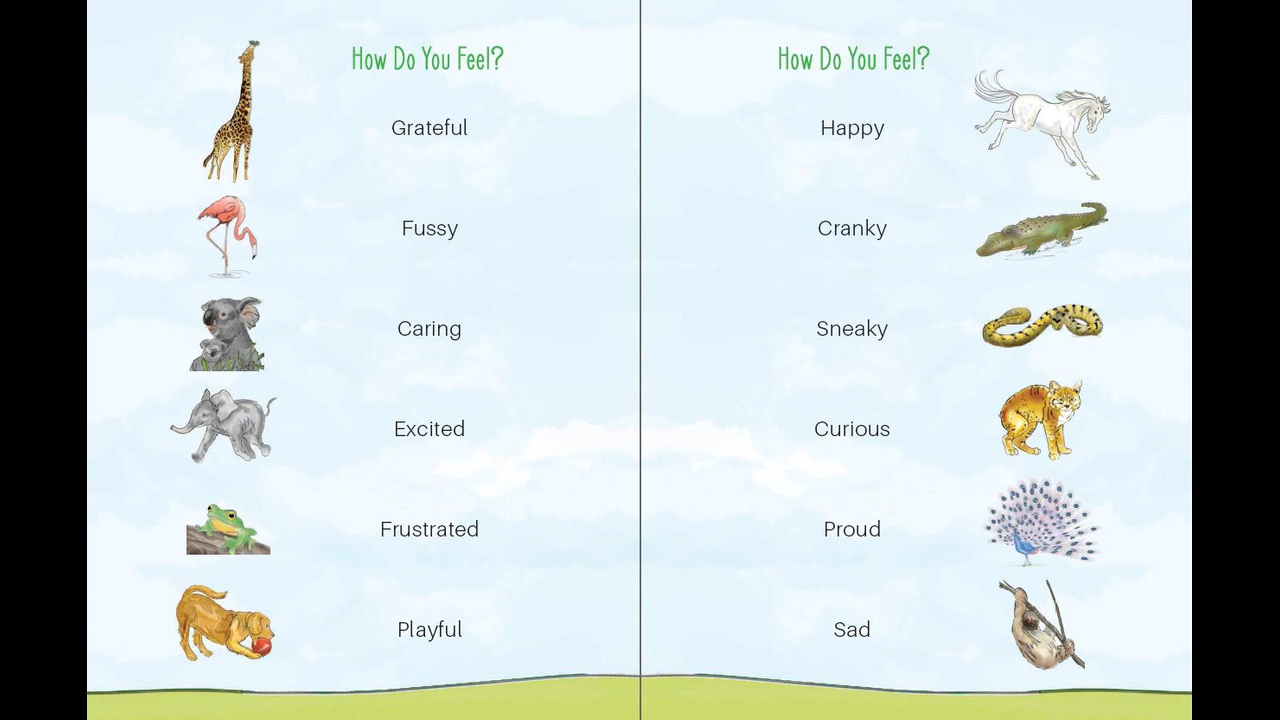 How Do You Feel?
Grateful
Fussy
Caring
Excited
Frustrated
Playful
How Do You Feel?
Happy
Cranky
Sneaky
Curious
Proud
Sad